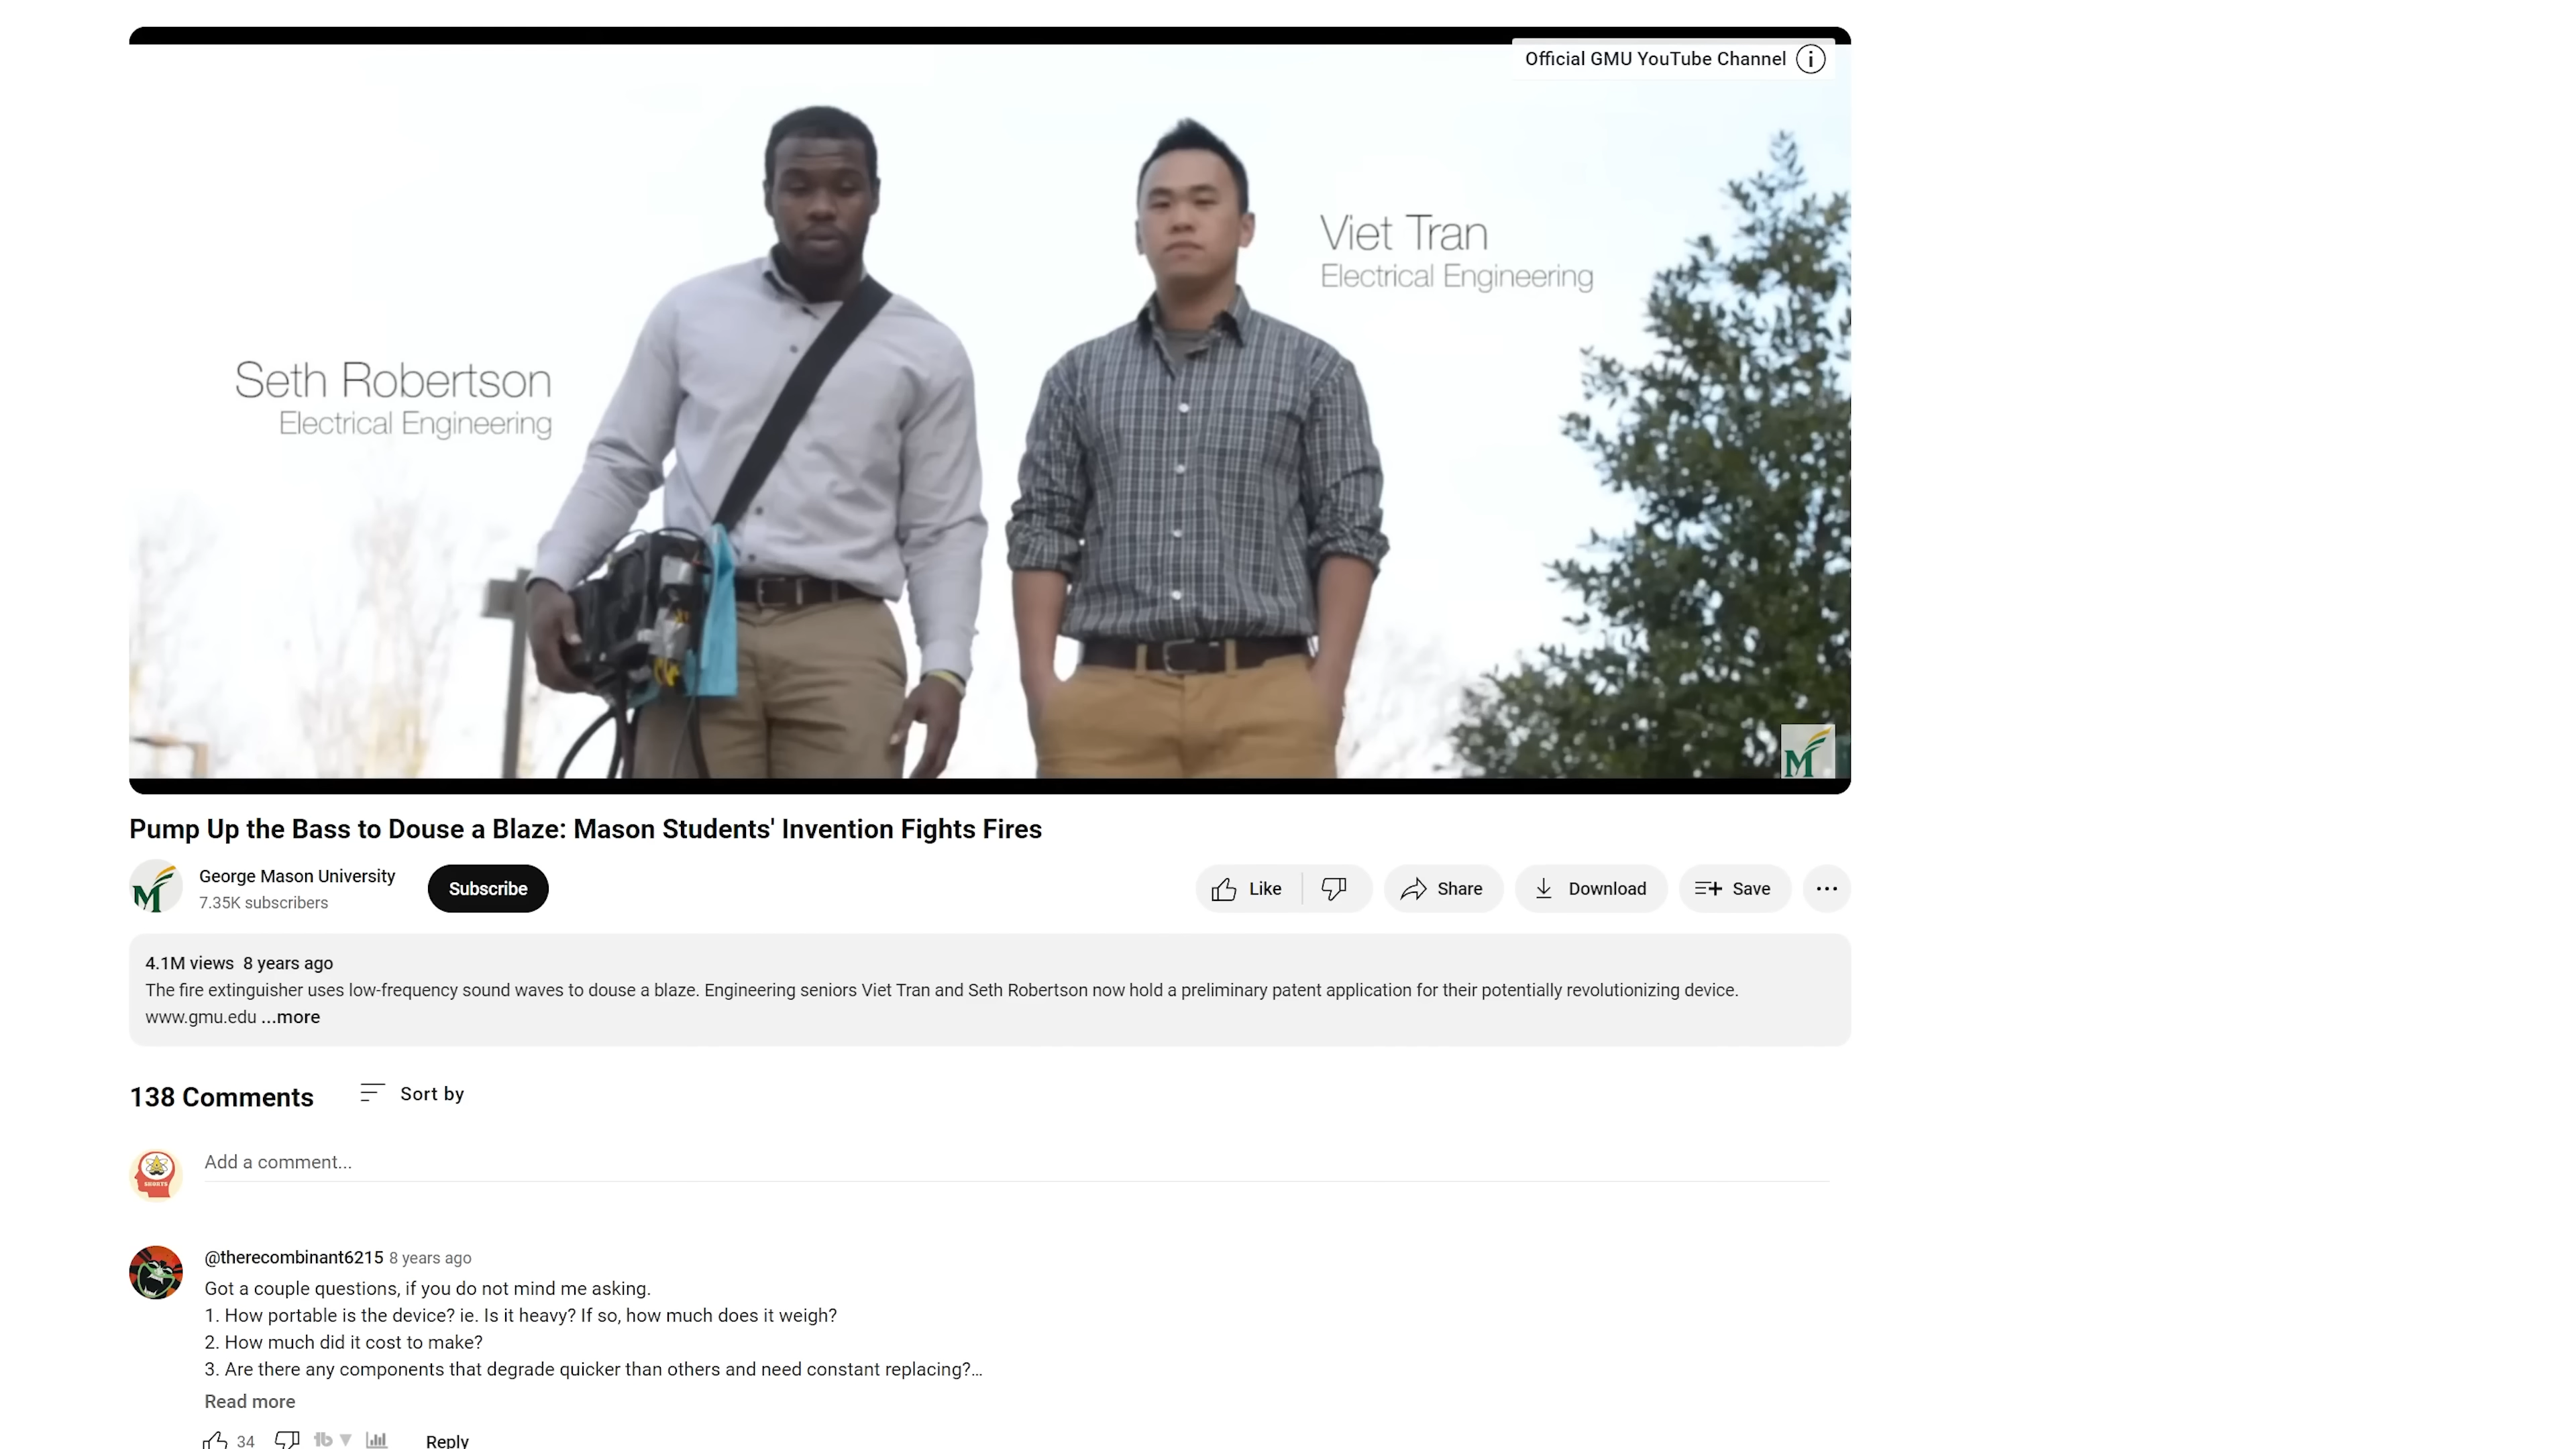 Official GMU YouTube Channel
Viet Tran
Electrical Engineering
Seth Robertson
Electrical Engineering
M
Pump Up the Bass to Douse a Blaze: Mason Students' Invention Fights Fires
M
George Mason University
7.35K subscribers
Subscribe
Like
Share
Download
Save
4.1M views 8 years ago
The fire extinguisher uses low-frequency sound waves to douse a blaze. Engineering seniors Viet Tran and Seth Robertson now hold a preliminary patent application for their potentially revolutionizing device.
www.gmu.edu ...more
138 Comments
Sort by
SHORTS
Add a comment...
@therecombinant6215 8 years ago
Got a couple questions, if you do not mind me asking.
1. How portable is the device? ie. Is it heavy? If so, how much does it weigh?
2. How much did it cost to make?
3. Are there any components that degrade quicker than others and need constant replacing?...
Read more
34
tb
Reply